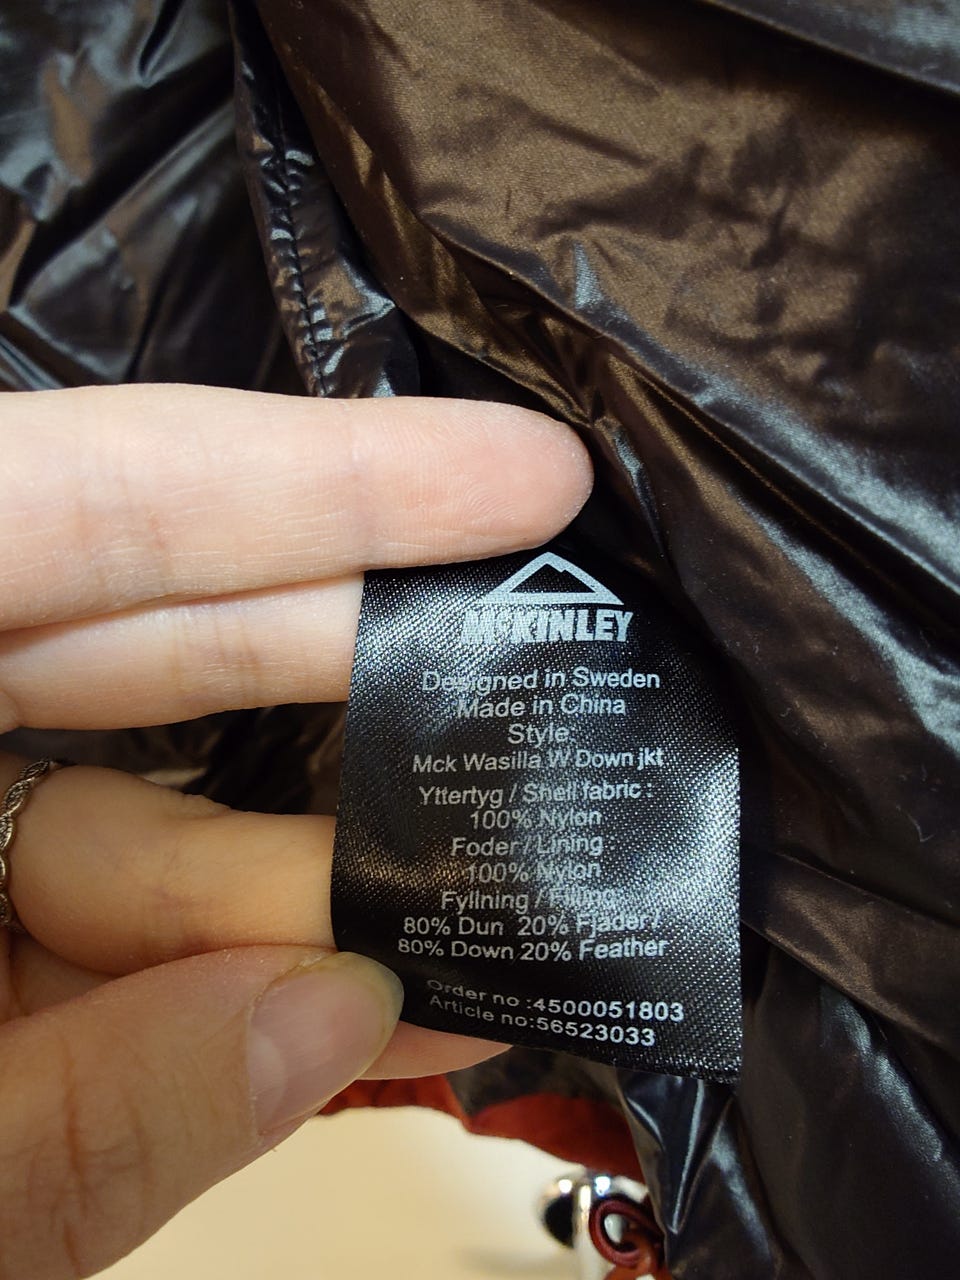 McKINLEY
Designed in Sweden
Made in China
Style:
Mck Wasilla W Down jkt
Yttertyg / Shell fabric :
100% Nylon
Foder / Lining
100% Nylon
Fyllning / Filling
80% Dun 20% Fjäder /
80% Down 20% Feather
Order no :4500051803
Article no:56523033